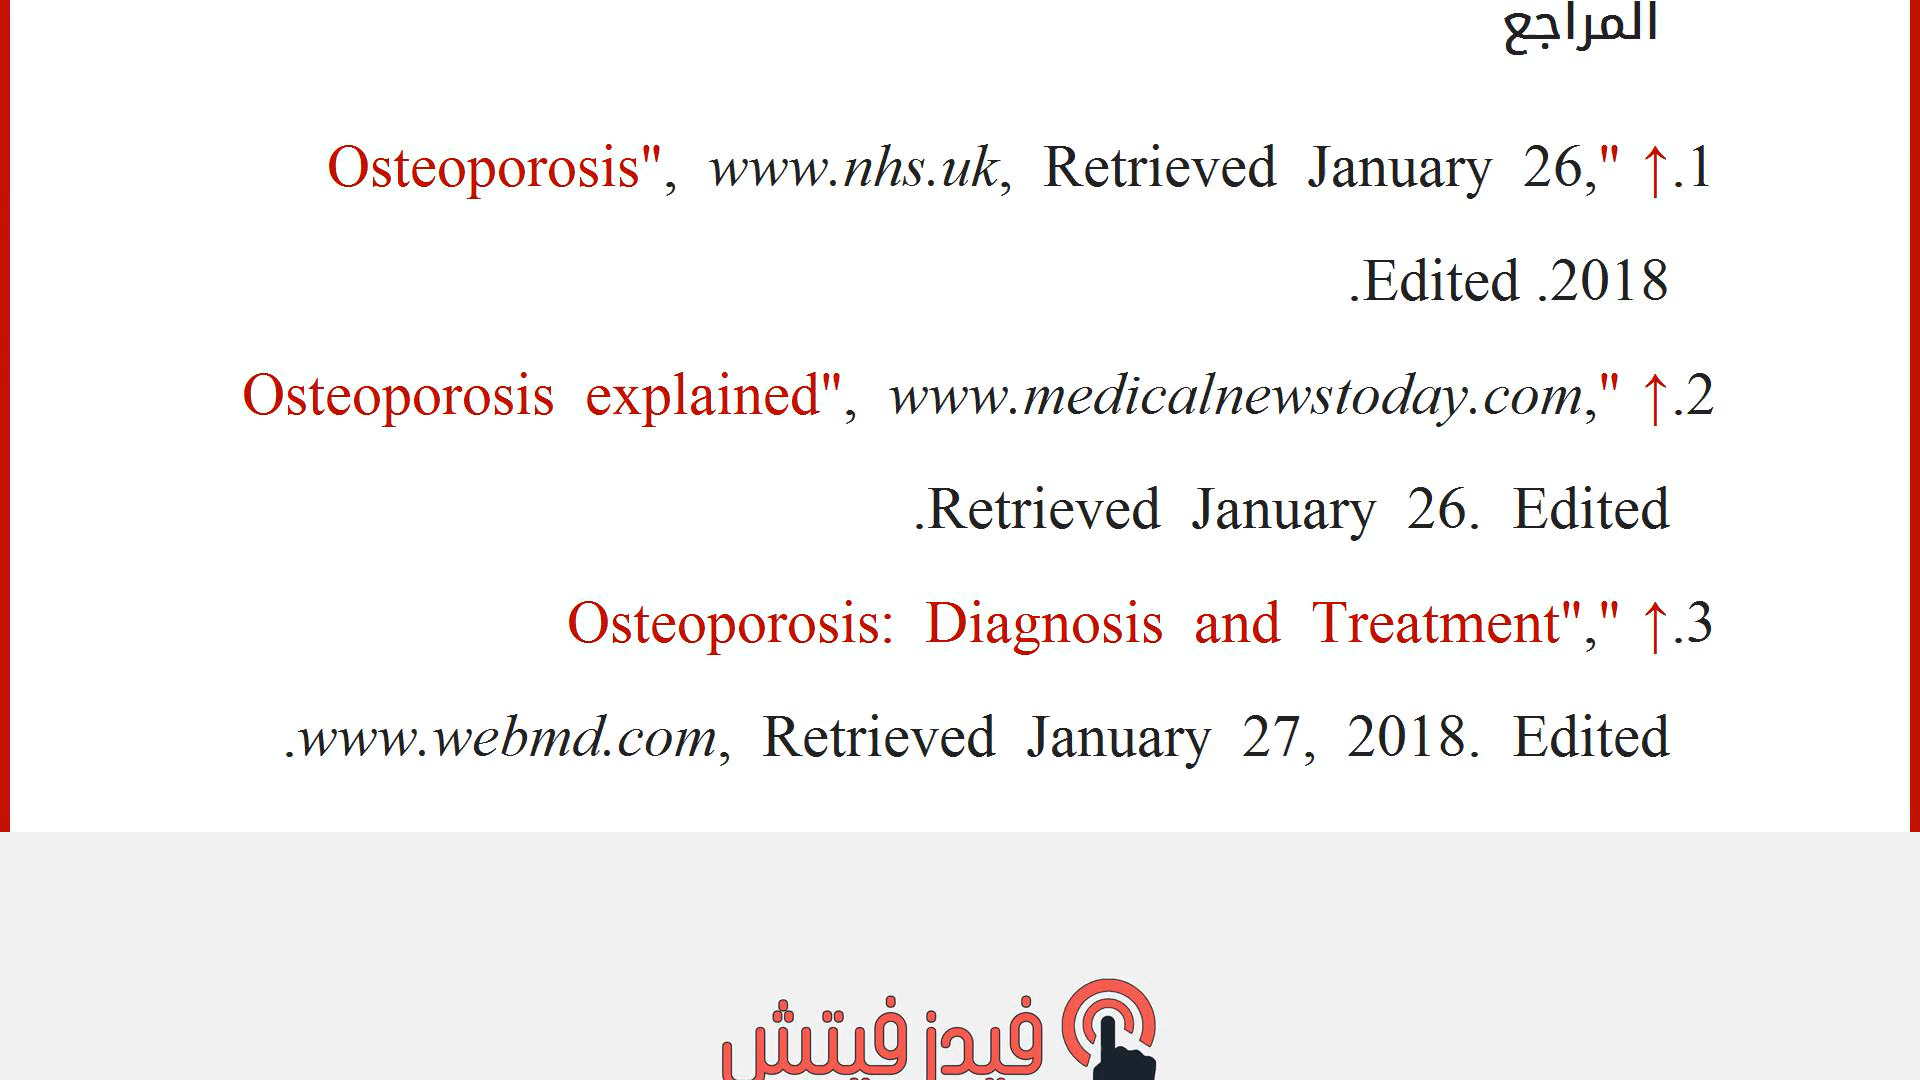 المراجع
1.↑ "Osteoporosis", www.nhs.uk, Retrieved January 26,
2018. Edited.
2.↑ "Osteoporosis explained", www.medicalnewstoday.com,
Retrieved January 26. Edited.
3.↑ "Osteoporosis: Diagnosis and Treatment",
www.webmd.com, Retrieved January 27, 2018. Edited.
فيدز فيتش